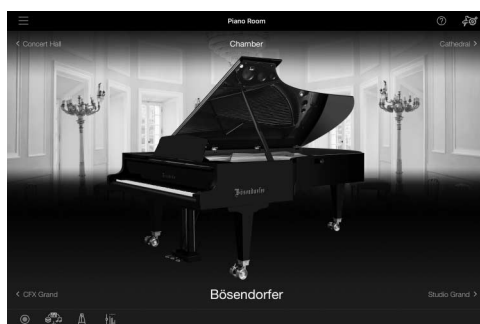 Piano Room
< Concert Hall
Chamber
Cathedral >
Bösendorfer
< CFX Grand
Bösendorfer
Studio Grand >